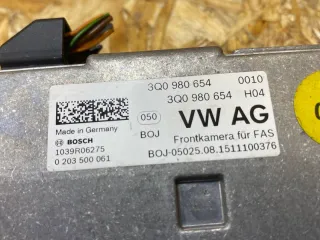 3Q0 980 654 0010
3Q0 980 654 H04
050
VW AG
Made in Germany
BOJ
Frontkamera für FAS
BOSCH
1039R06275
BOJ-05025.08.1511100376
0 203 500 061